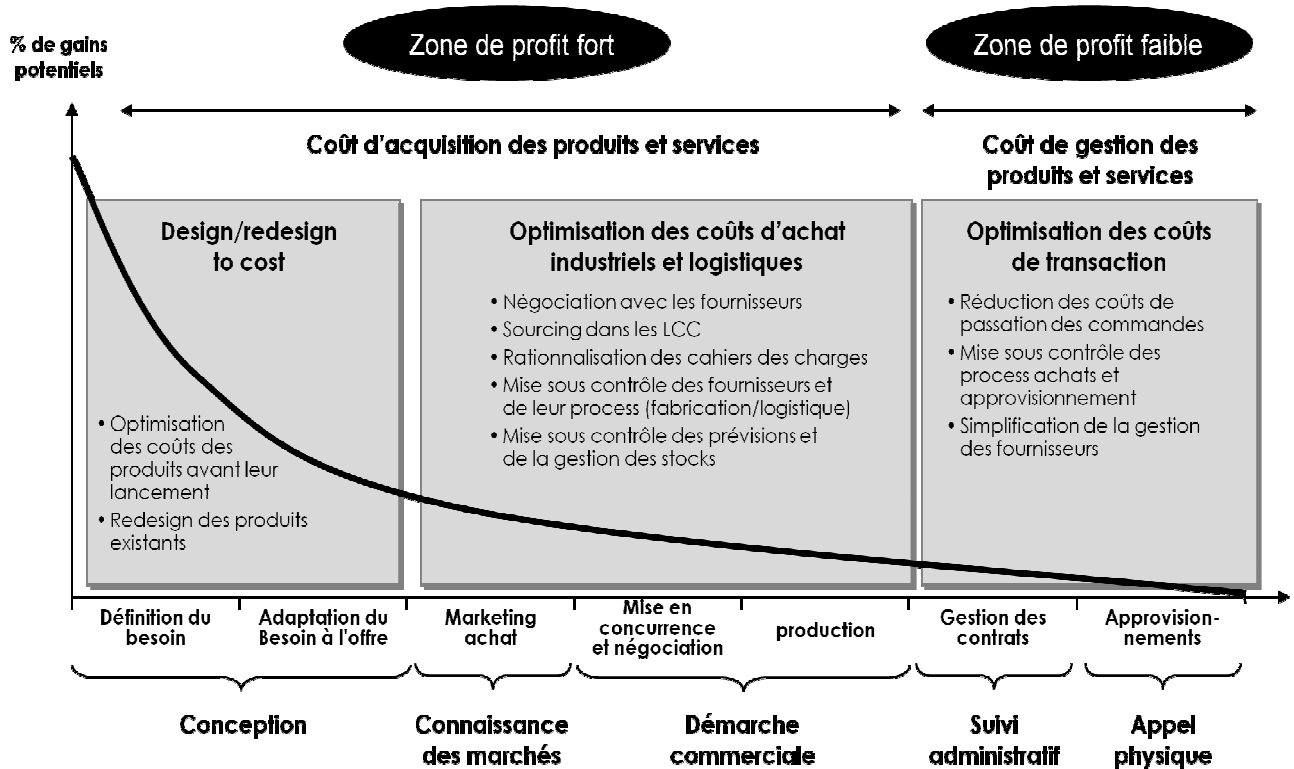 % de gains
potentiels
Zone de profit fort
Zone de profit faible
Coût d'acquisition des produits et services
Coût de gestion des
produits et services
Design/redesign
to cost
• Optimisation
des coûts des
produits avant leur
lancement
• Redesign des produits
existants
Optimisation des coûts d'achat
industriels et logistiques
• Négociation avec les fournisseurs
• Sourcing dans les LCC
• Rationnalisation des cahiers des charges
• Mise sous contrôle des fournisseurs et
de leur process (fabrication/logistique)
• Mise sous contrôle des prévisions et
de la gestion des stocks
Optimisation des coûts
de transaction
• Réduction des coûts de
passation des commandes
• Mise sous contrôle des
process achats et
approvisionnement
• Simplification de la gestion
des fournisseurs
Définition du
besoin
Adaptation du
Besoin à l'offre
Marketing
achat
Mise en
concurrence
et négociation
production
Gestion des
contrats
Approvision-
nements
Conception
Connaissance
des marchés
Démarche
commerciale
Suivi
administratif
Appel
physique